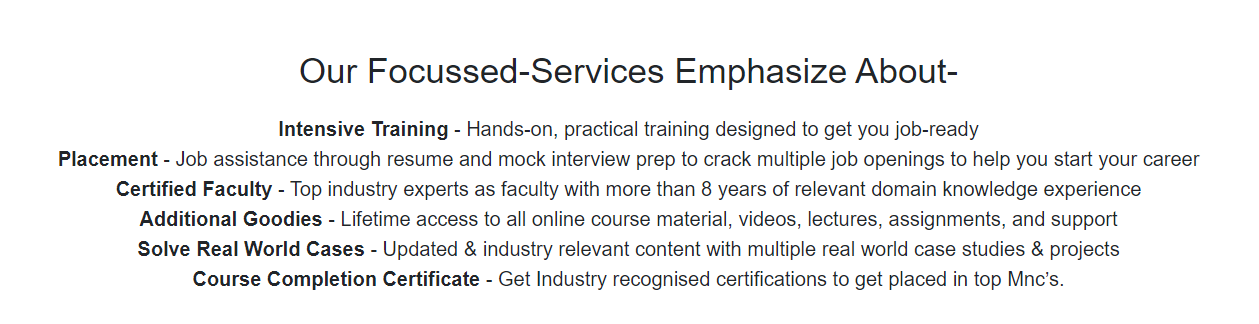 Our Focussed-Services Emphasize About-
Intensive Training - Hands-on, practical training designed to get you job-ready
Placement - Job assistance through resume and mock interview prep to crack multiple job openings to help you start your career
Certified Faculty - Top industry experts as faculty with more than 8 years of relevant domain knowledge experience
Additional Goodies - Lifetime access to all online course material, videos, lectures, assignments, and support
Solve Real World Cases - Updated & industry relevant content with multiple real world case studies & projects
Course Completion Certificate - Get Industry recognised certifications to get placed in top Mnc’s.